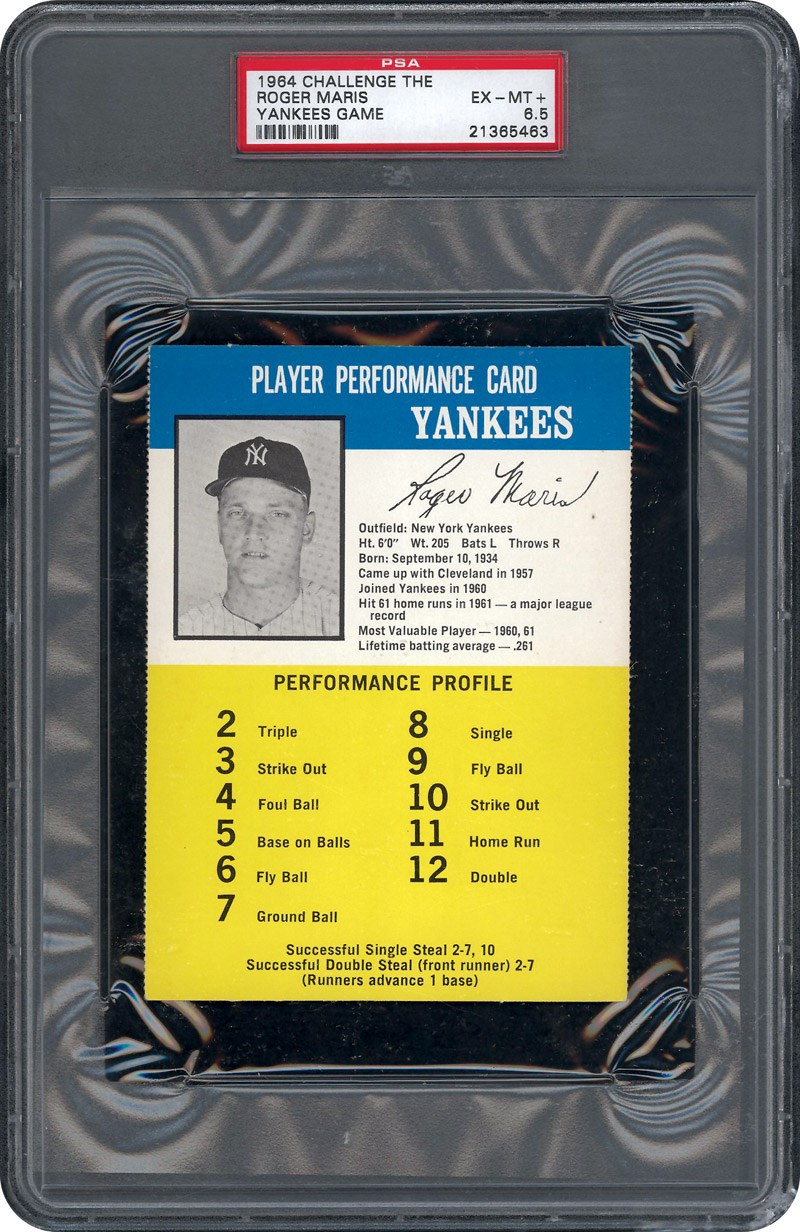 PSA
1964 CHALLENGE THE
ROGER MARIS EX-MT+
YANKEES GAME 6.5
21365463
PLAYER PERFORMANCE CARD
YANKEES
NY
Roger Maris
Outfield: New York Yankees
Ht. 6'0" Wt. 205 Bats L Throws R
Born: September 10, 1934
Came up with Cleveland in 1957
Joined Yankees in 1960
Hit 61 home runs in 1961 — a major league
record
Most Valuable Player — 1960, 61
Lifetime batting average — .261
PERFORMANCE PROFILE
2 Triple
3 Strike Out
4 Foul Ball
5 Base on Balls
6 Fly Ball
7 Ground Ball
8 Single
9 Fly Ball
10 Strike Out
11 Home Run
12 Double
Successful Single Steal 2-7, 10
Successful Double Steal (front runner) 2-7
(Runners advance 1 base)